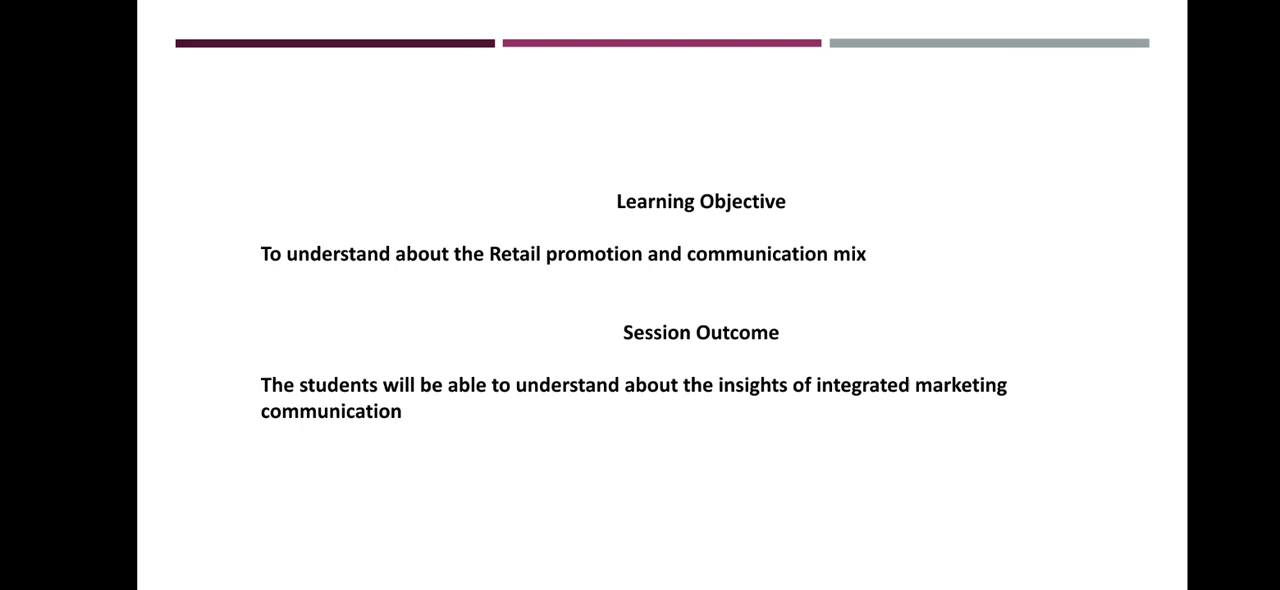 Learning Objective
To understand about the Retail promotion and communication mix
Session Outcome
The students will be able to understand about the insights of integrated marketing
communication